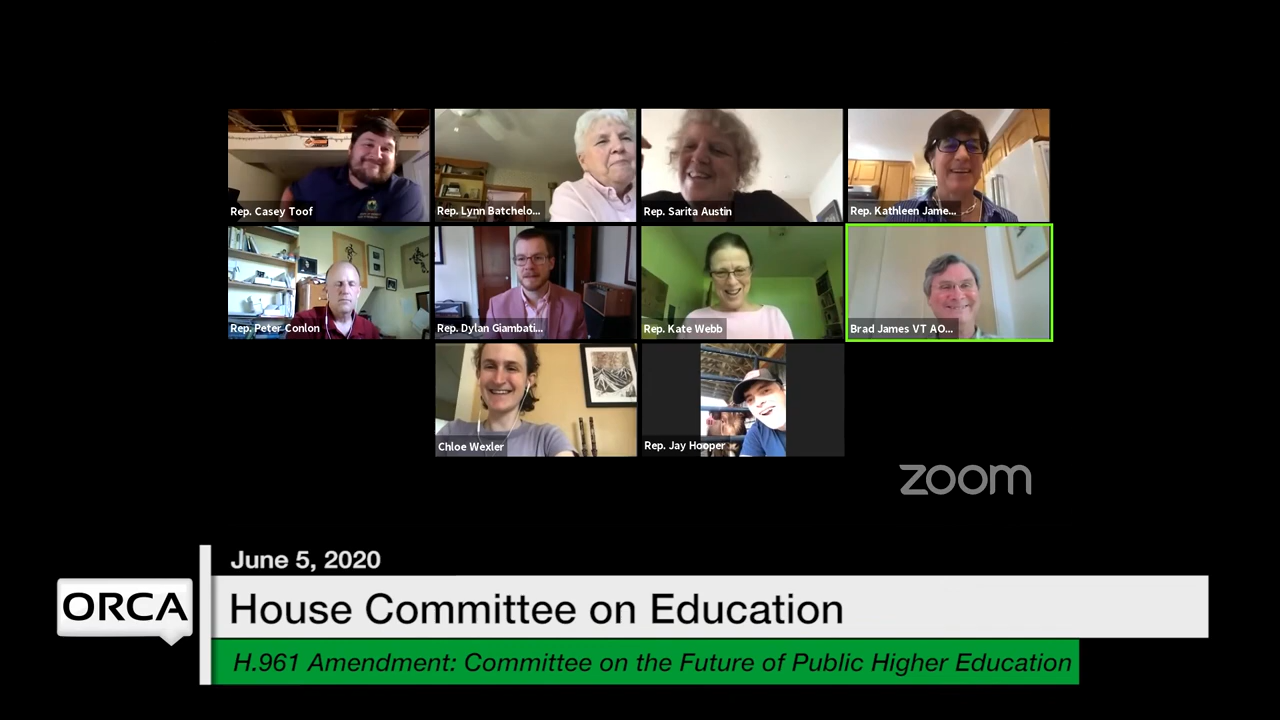 Rep. Casey Toof
Rep. Lynn Batchelo...
Rep. Sarita Austin
Rep. Kathleen Jame...
Rep. Peter Conlon
Rep. Dylan Giambati...
Rep. Kate Webb
Brad James VT AO...
Chloe Wexler
Rep. Jay Hooper
zoom
June 5, 2020
ORCA
House Committee on Education
H.961 Amendment: Committee on the Future of Public Higher Education